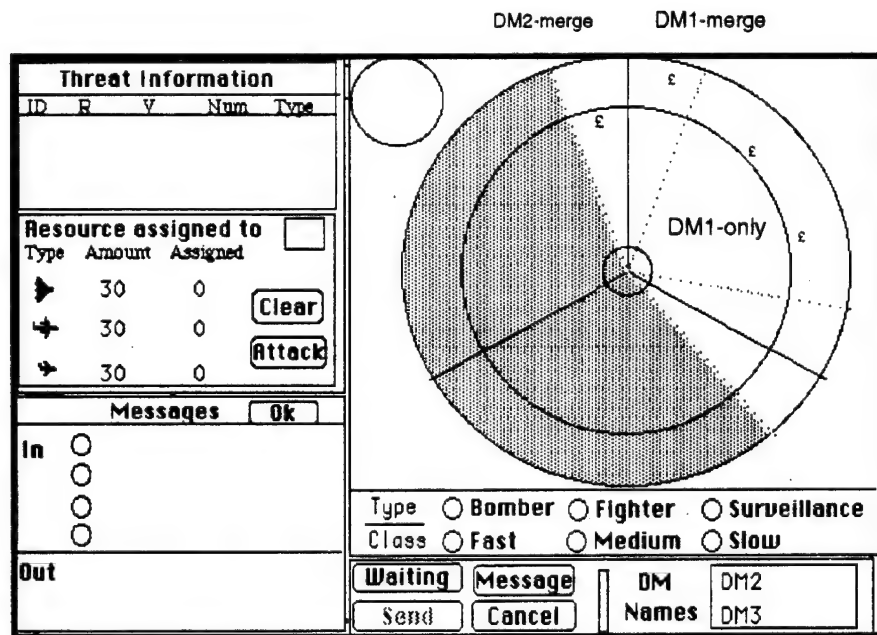 DM2-merge DM1-merge
Threat Information
ID R V Num Type
Resource assigned to
Type Amount Assigned
30 0
Clear
30 0
Attack
30 0
Messages Ok
In
Out
£
£
£
DM1-only
£
Type Bomber Fighter Surveillance
Class Fast Medium Slow
Waiting Message
Send Cancel
DM Names
DM2
DM3